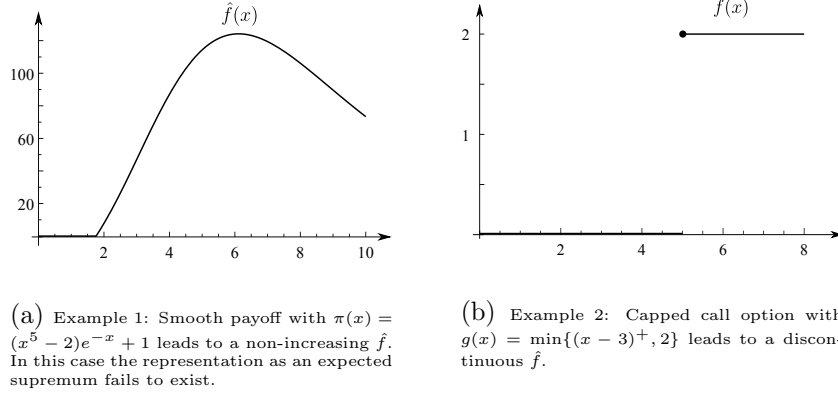 f̂(x)
100
60
20
2 4 6 8 10
(a) Example 1: Smooth payoff with π(x) =
(x⁵ − 2)e⁻ˣ + 1 leads to a non-increasing f̂.
In this case the representation as an expected
supremum fails to exist.
f̂(x)
2
1
2 4 6 8
(b) Example 2: Capped call option with
g(x) = min{(x − 3)⁺, 2} leads to a discon-
tinuous f̂.